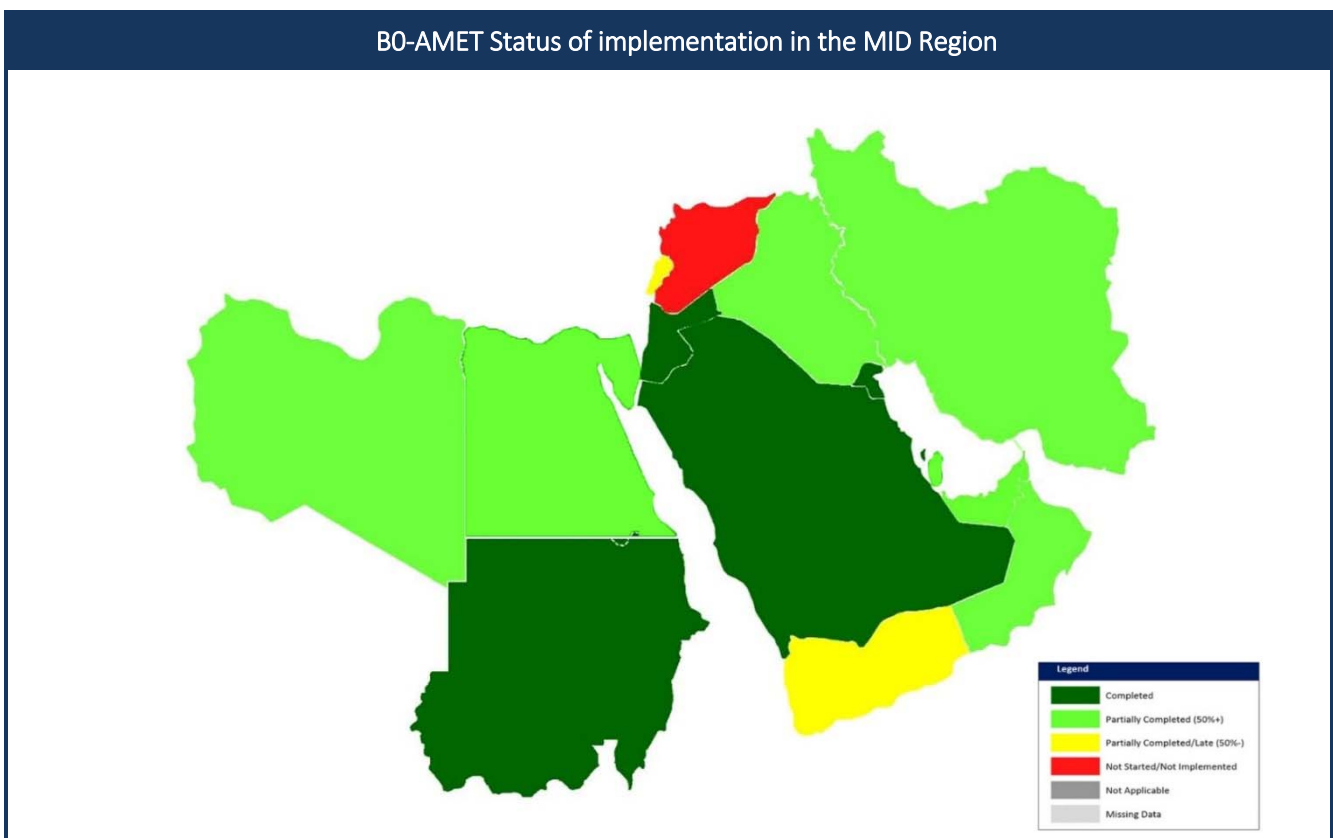 B0-AMET Status of implementation in the MID Region
Legend
Completed
Partially Completed (50%+)
Partially Completed/Late (50%-)
Not Started/Not Implemented
Not Applicable
Missing Data